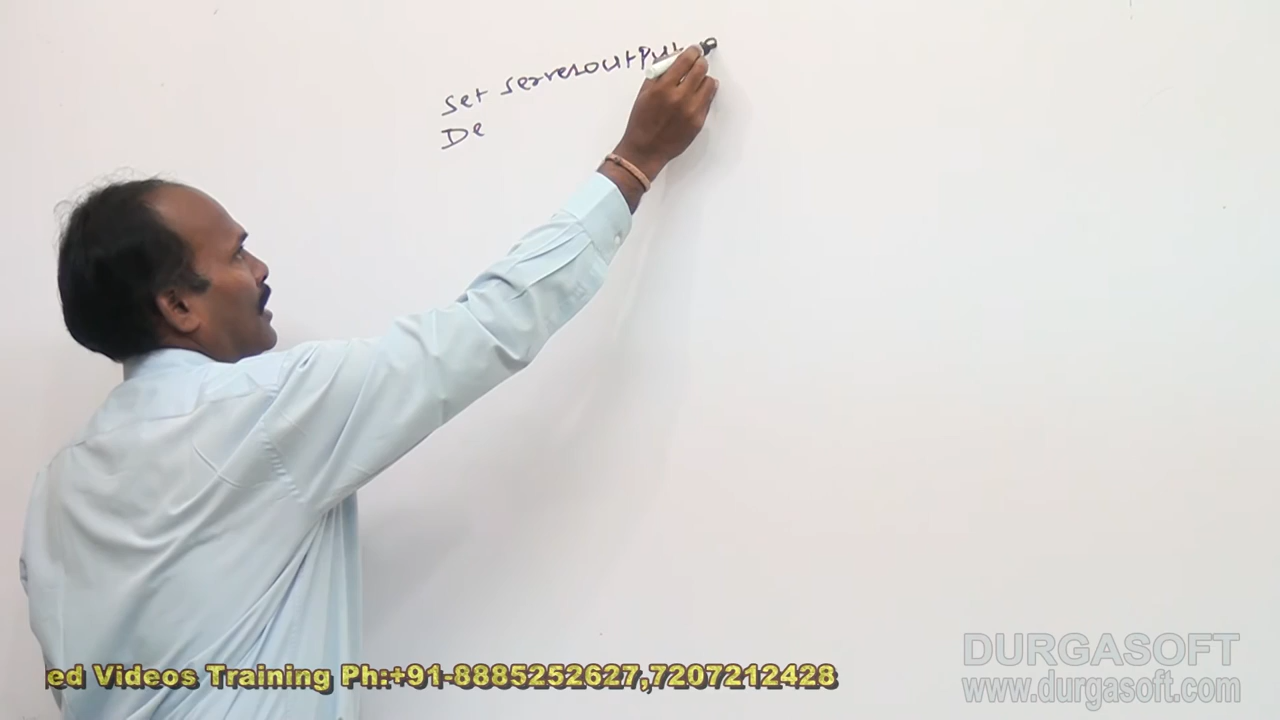 Set serveroutput
De
ed Videos Training Ph:+91-8885252627,7207212428
DURGASOFT
www.durgasoft.com